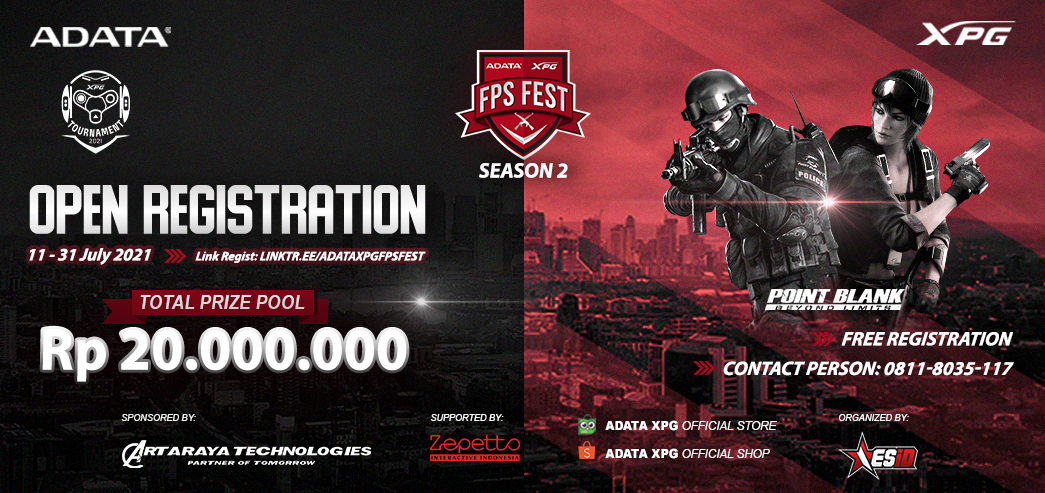 ADATA
XPG
XPG
TOURNAMENT
2021
ADATA XPG
FPS FEST
SEASON 2
OPEN REGISTRATION
11 - 31 July 2021
Link Regist: LINKTR.EE/ADATAXPGFPSFEST
TOTAL PRIZE POOL
Rp 20.000.000
POLICE
POINT BLANK
BEYOND LIMITS
FREE REGISTRATION
CONTACT PERSON: 0811-8035-117
SPONSORED BY:
ARTARAYA TECHNOLOGIES
PARTNER OF TOMORROW
SUPPORTED BY:
Zepetto
INTERACTIVE INDONESIA
ADATA XPG OFFICIAL STORE
ADATA XPG OFFICIAL SHOP
ORGANIZED BY:
ESID